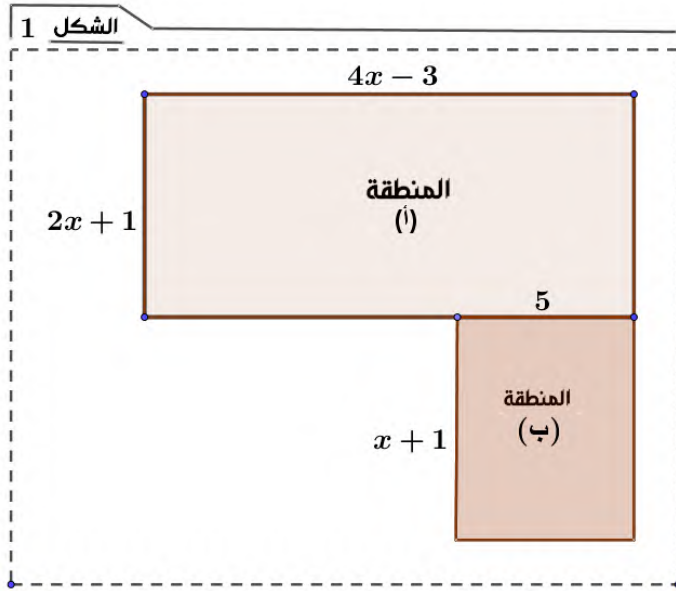 الشكل 1
4x − 3
المنطقة
(أ)
2x + 1
5
المنطقة
(ب)
x + 1